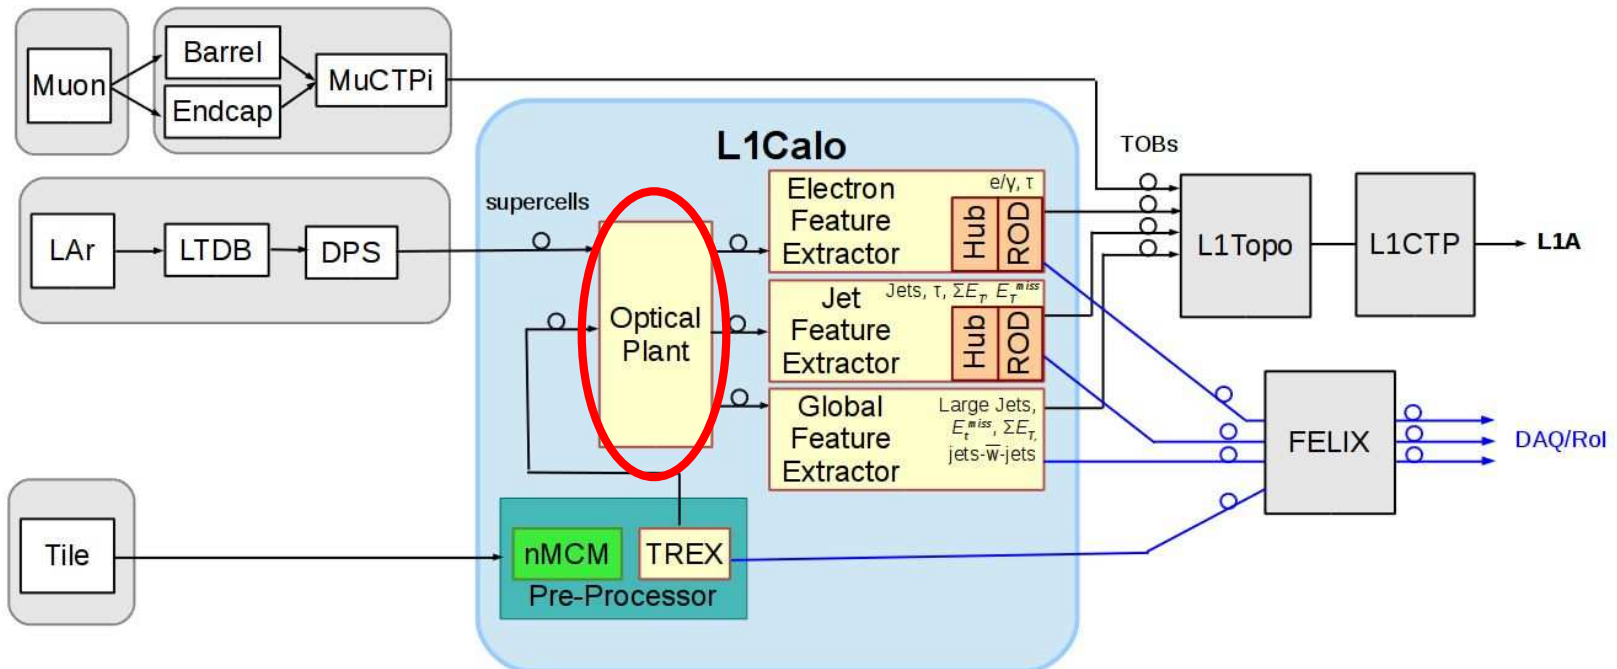 Muon
Barrel
Endcap
MuCTPi
L1Calo
TOBs
LAr
LTDB
DPS
supercells
Optical
Plant
Electron
Feature
Extractor
e/γ, τ
Hub
ROD
Jet
Feature
Extractor
Jets, τ, ΣE_T, E_T^miss
Hub
ROD
Global
Feature
Extractor
Large Jets,
E_t^miss, ΣE_T,
jets-w̅-jets
L1Topo
L1CTP
L1A
FELIX
DAQ/RoI
Tile
nMCM
TREX
Pre-Processor